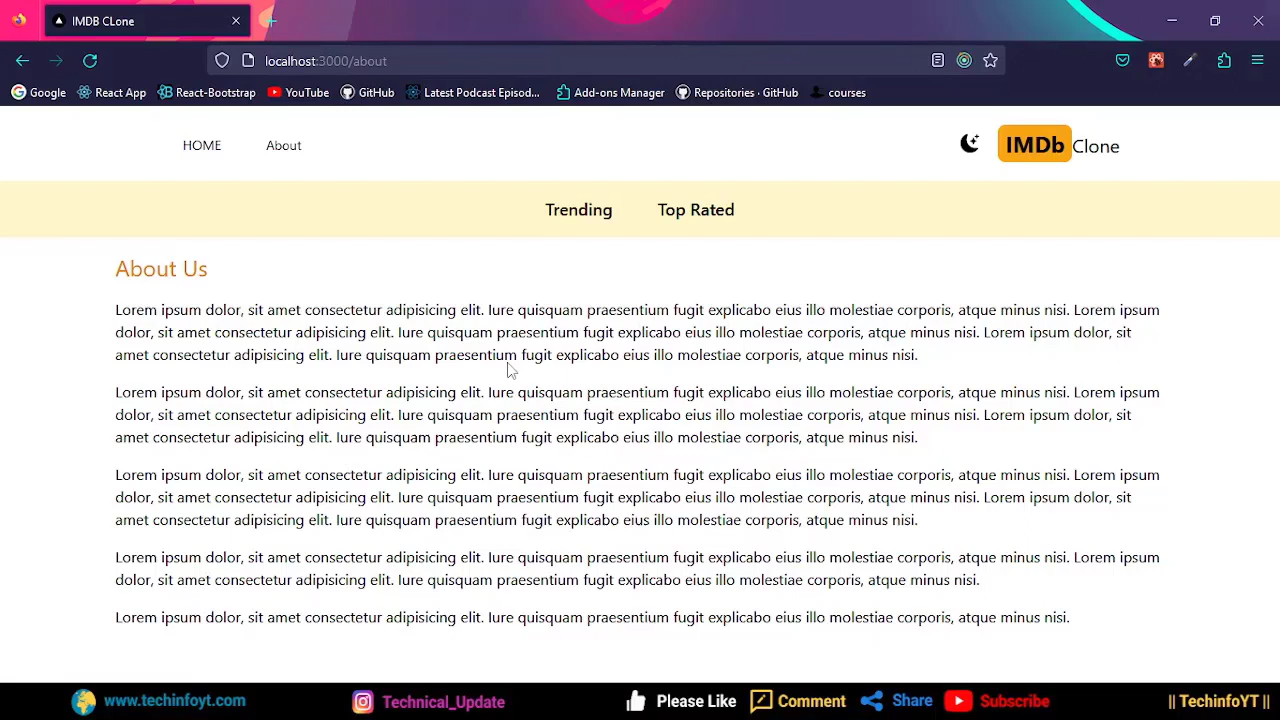 IMDB CLone
localhost:3000/about
Google React App React-Bootstrap YouTube GitHub Latest Podcast Episod... Add-ons Manager Repositories · GitHub courses
HOME About IMDb Clone
Trending Top Rated
About Us
Lorem ipsum dolor, sit amet consectetur adipisicing elit. Iure quisquam praesentium fugit explicabo eius illo molestiae corporis, atque minus nisi. Lorem ipsum
dolor, sit amet consectetur adipisicing elit. Iure quisquam praesentium fugit explicabo eius illo molestiae corporis, atque minus nisi. Lorem ipsum dolor, sit
amet consectetur adipisicing elit. Iure quisquam praesentium fugit explicabo eius illo molestiae corporis, atque minus nisi.
Lorem ipsum dolor, sit amet consectetur adipisicing elit. Iure quisquam praesentium fugit explicabo eius illo molestiae corporis, atque minus nisi. Lorem ipsum
dolor, sit amet consectetur adipisicing elit. Iure quisquam praesentium fugit explicabo eius illo molestiae corporis, atque minus nisi. Lorem ipsum dolor, sit
amet consectetur adipisicing elit. Iure quisquam praesentium fugit explicabo eius illo molestiae corporis, atque minus nisi.
Lorem ipsum dolor, sit amet consectetur adipisicing elit. Iure quisquam praesentium fugit explicabo eius illo molestiae corporis, atque minus nisi. Lorem ipsum
dolor, sit amet consectetur adipisicing elit. Iure quisquam praesentium fugit explicabo eius illo molestiae corporis, atque minus nisi. Lorem ipsum dolor, sit
amet consectetur adipisicing elit. Iure quisquam praesentium fugit explicabo eius illo molestiae corporis, atque minus nisi.
Lorem ipsum dolor, sit amet consectetur adipisicing elit. Iure quisquam praesentium fugit explicabo eius illo molestiae corporis, atque minus nisi. Lorem ipsum
dolor, sit amet consectetur adipisicing elit. Iure quisquam praesentium fugit explicabo eius illo molestiae corporis, atque minus nisi.
Lorem ipsum dolor, sit amet consectetur adipisicing elit. Iure quisquam praesentium fugit explicabo eius illo molestiae corporis, atque minus nisi.
www.techinfoyt.com Technical_Update Please Like Comment Share Subscribe || TechinfoYT ||